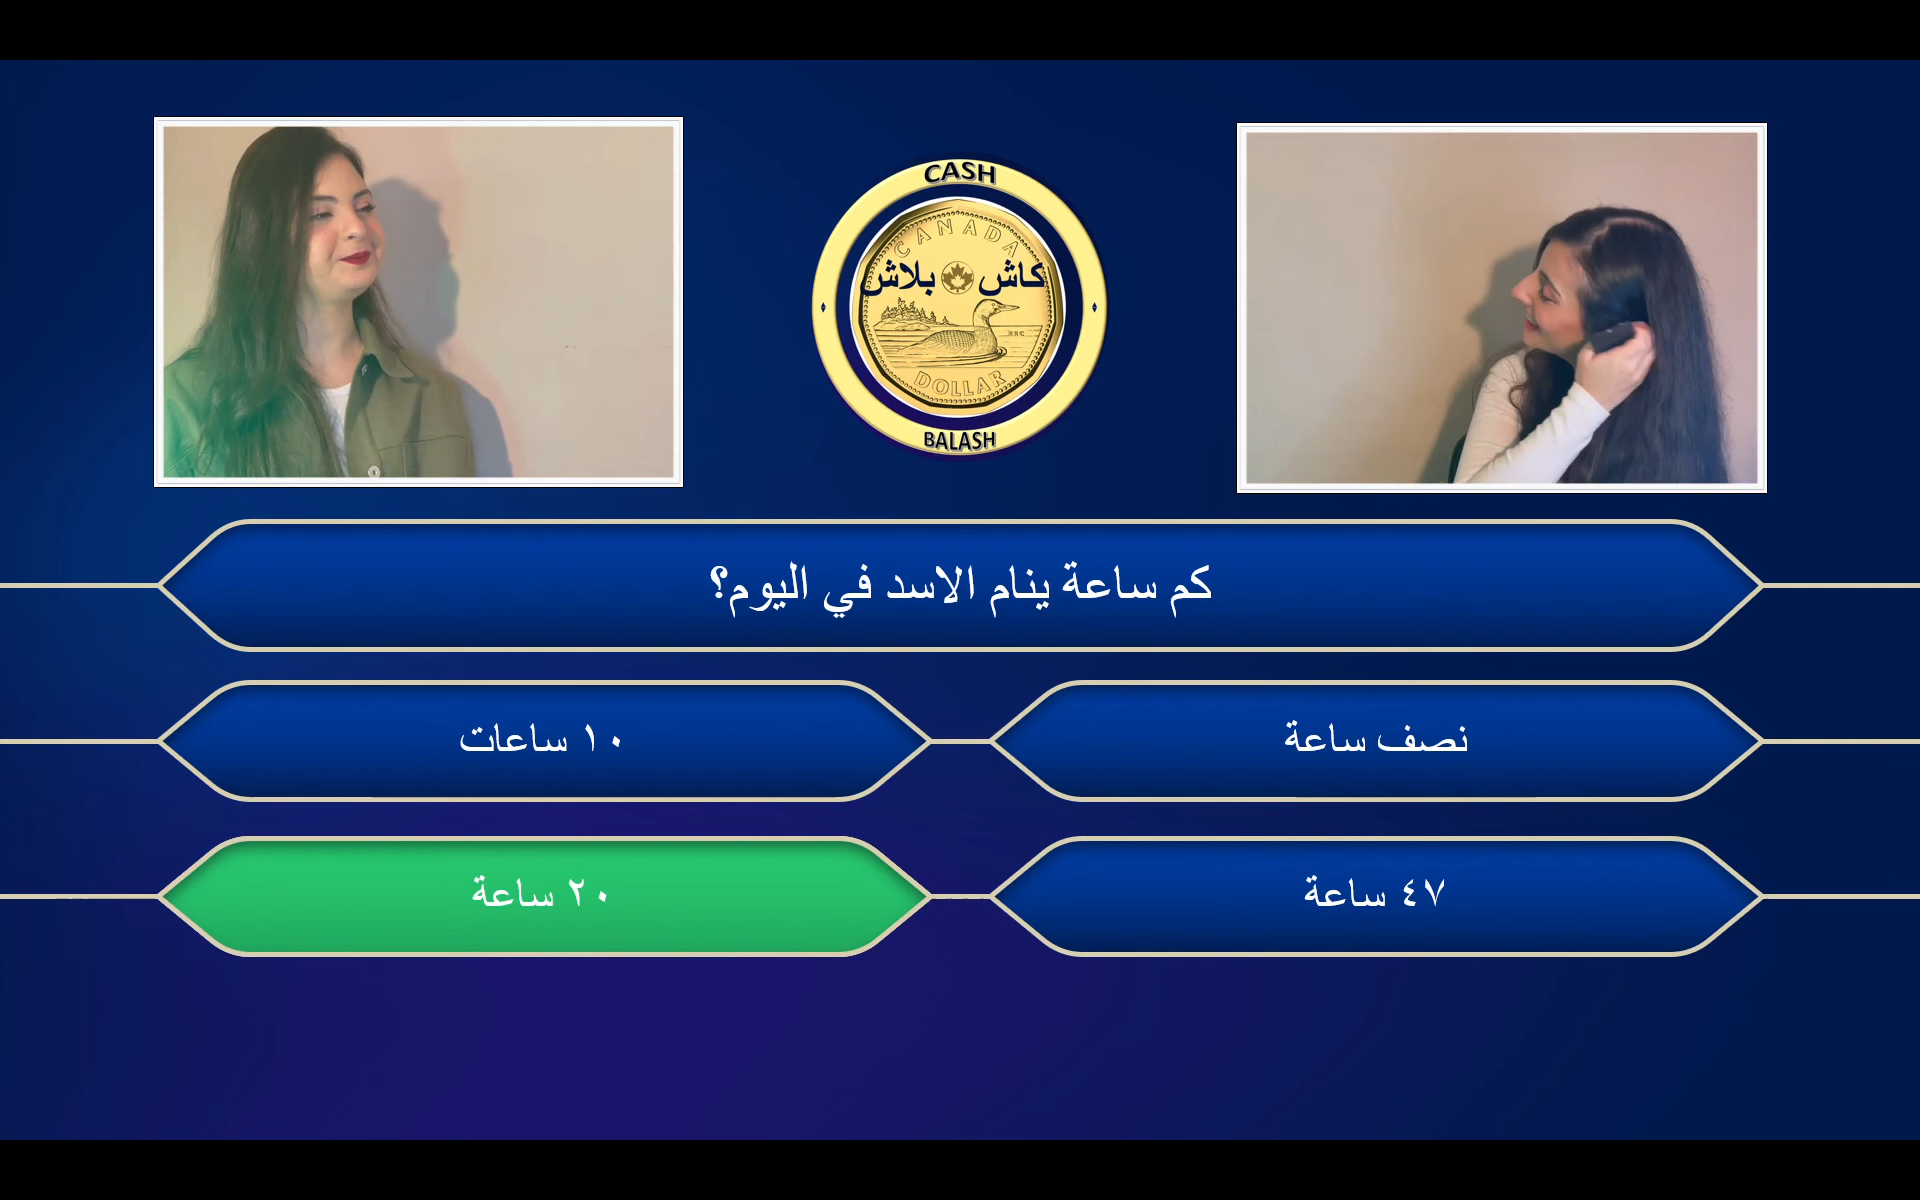 CASH
CANADA
كاش بلاش
DOLLAR
BALASH
كم ساعة ينام الاسد في اليوم؟
نصف ساعة
١٠ ساعات
٤٧ ساعة
٢٠ ساعة